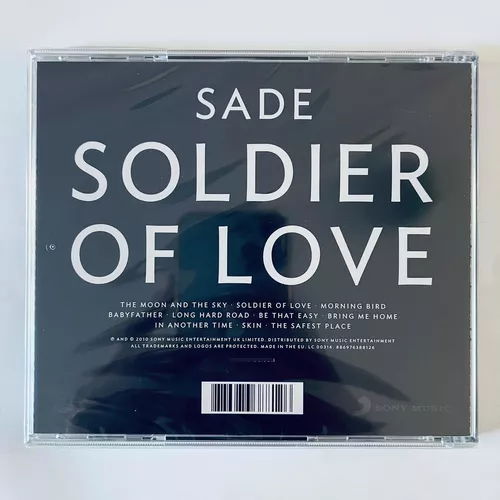 SADE
SOLDIER
OF LOVE
THE MOON AND THE SKY · SOLDIER OF LOVE · MORNING BIRD
BABYFATHER · LONG HARD ROAD · BE THAT EASY · BRING ME HOME
IN ANOTHER TIME · SKIN · THE SAFEST PLACE
℗ AND © 2010 SONY MUSIC ENTERTAINMENT UK LIMITED. DISTRIBUTED BY SONY MUSIC ENTERTAINMENT
ALL TRADEMARKS AND LOGOS ARE PROTECTED. MADE IN THE EU. LC 00316 · 886976388126
SONY MUSIC